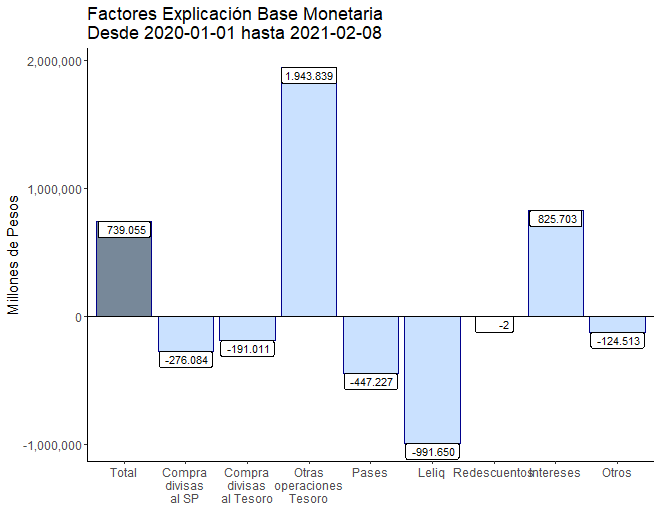 Factores Explicación Base Monetaria
Desde 2020-01-01 hasta 2021-02-08
Millones de Pesos
2,000,000
1,000,000
0
-1,000,000
739.055
-276.084
-191.011
1.943.839
-447.227
-991.650
-2
825.703
-124.513
Total
Compra
divisas
al SP
Compra
divisas
al Tesoro
Otras
operaciones
Tesoro
Pases
Leliq
Redescuentos
Intereses
Otros